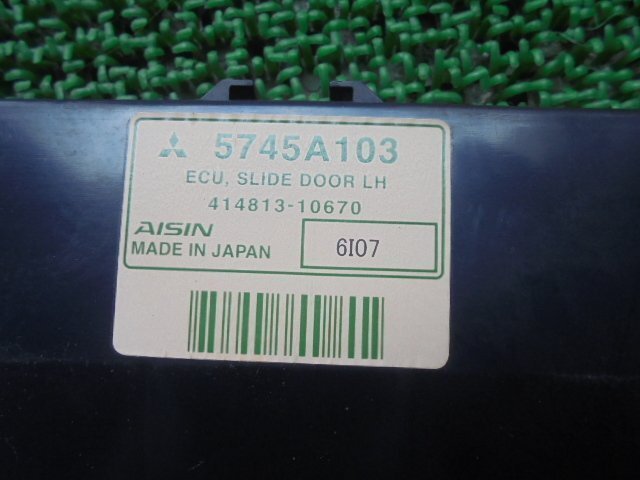 5745A103
ECU, SLIDE DOOR LH
414813-10670
AISIN
MADE IN JAPAN
6I07